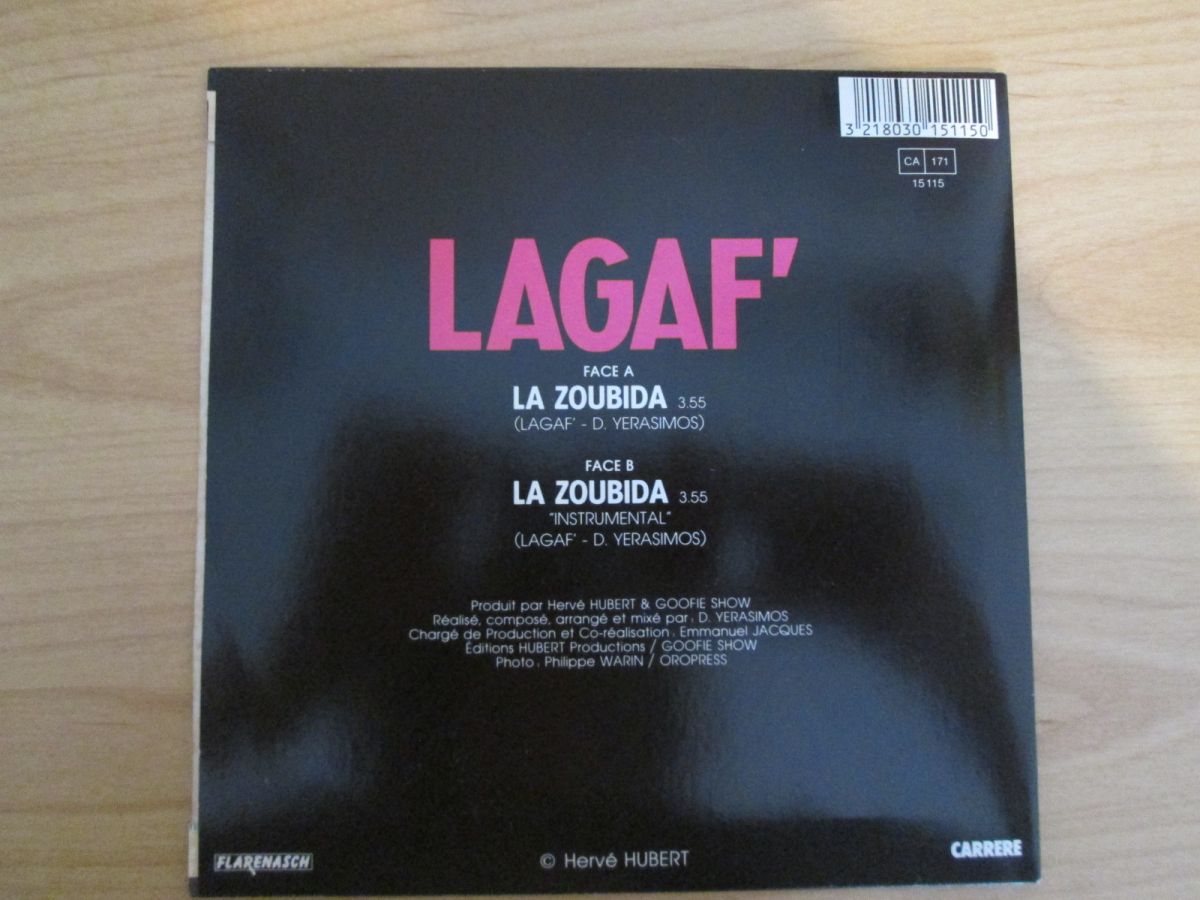 3 218030 151150
CA 171
15115
LAGAF'
FACE A
LA ZOUBIDA 3.55
(LAGAF' - D. YERASIMOS)
FACE B
LA ZOUBIDA 3.55
"INSTRUMENTAL"
(LAGAF' - D. YERASIMOS)
Produit par Hervé HUBERT & GOOFIE SHOW
Réalisé, composé, arrangé et mixé par : D. YERASIMOS
Chargé de Production et Co-réalisation : Emmanuel JACQUES
Éditions HUBERT Productions / GOOFIE SHOW
Photo : Philippe WARIN / OROPRESS
FLARENASCH
© Hervé HUBERT
CARRERE